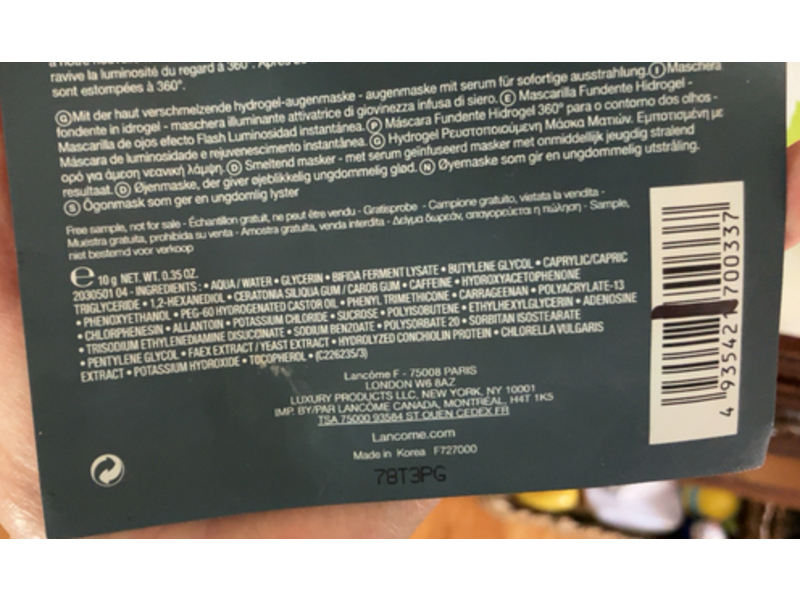 ravive la luminosité du regard à 360°. Après
sont estompées à 360°.
Ⓖ Mit der haut verschmelzende hydrogel-augenmaske - augenmaske mit serum für sofortige ausstrahlung. Ⓘ Maschera
fondente in idrogel - maschera illuminante attivatrice di giovinezza infusa di siero. Ⓔ Mascarilla Fundente Hidrogel -
Mascarilla de ojos efecto Flash Luminosidad instantánea. Ⓟ Máscara Fundente Hidrogel 360° para o contorno dos olhos -
Máscara de luminosidade e rejuvenescimento instantânea. Ⓖ Hydrogel Ρευστοποιούμενη Μάσκα Ματιών. Εμποτισμένη με
ορό για άμεση νεανική λάμψη. Ⓓ Smeltend masker - met serum geïnfuseerd masker met onmiddellijk jeugdig stralend
resultaat. Ⓓ Øjenmaske, der giver øjeblikkelig ungdommelig glød. Ⓝ Øyemaske som gir en ungdommelig utstråling.
Ⓢ Ögonmask som ger en ungdomlig lyster
Free sample, not for sale - Échantillon gratuit, ne peut être vendu - Gratisprobe - Campione gratuito, vietata la vendita -
Muestra gratuita, prohibida su venta - Amostra gratuita, venda interdita - Δείγμα δωρεάν, απαγορεύεται η πώληση - Sample,
niet bestemd voor verkoop
℮ 10 g NET. WT. 0.35 OZ.
2030501 04 - INGREDIENTS : • AQUA / WATER • GLYCERIN • BIFIDA FERMENT LYSATE • BUTYLENE GLYCOL • CAPRYLIC/CAPRIC
TRIGLYCERIDE • 1,2-HEXANEDIOL • CERATONIA SILIQUA GUM / CAROB GUM • CAFFEINE • HYDROXYACETOPHENONE
• PHENOXYETHANOL • PEG-60 HYDROGENATED CASTOR OIL • PHENYL TRIMETHICONE • CARRAGEENAN • POLYACRYLATE-13
• CHLORPHENESIN • ALLANTOIN • POTASSIUM CHLORIDE • SUCROSE • POLYISOBUTENE • ETHYLHEXYLGLYCERIN • ADENOSINE
• TRISODIUM ETHYLENEDIAMINE DISUCCINATE • SODIUM BENZOATE • POLYSORBATE 20 • SORBITAN ISOSTEARATE
• PENTYLENE GLYCOL • FAEX EXTRACT / YEAST EXTRACT • HYDROLYZED CONCHIOLIN PROTEIN • CHLORELLA VULGARIS
EXTRACT • POTASSIUM HYDROXIDE • TOCOPHEROL • (C226235/3)
Lancôme F - 75008 PARIS
LONDON W6 8AZ
LUXURY PRODUCTS LLC, NEW YORK, NY 10001
IMP. BY/PAR LANCÔME CANADA, MONTRÉAL, H4T 1K5
TSA 75000 93584 ST OUEN CEDEX FR
Lancome.com
Made in Korea F727000
78T3PG
4 935421 700337